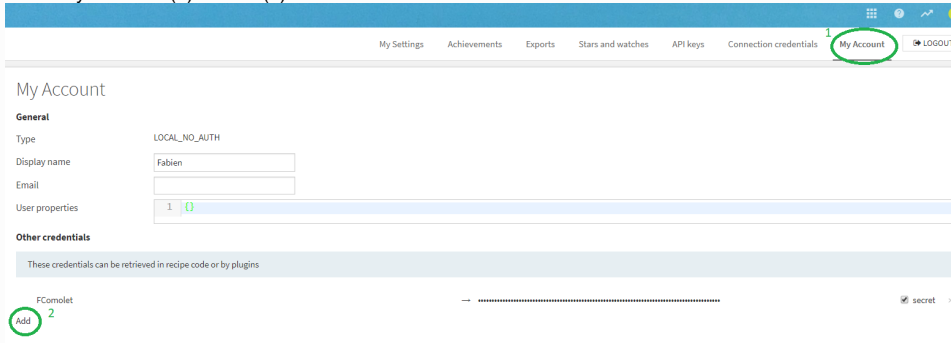 1
My Settings Achievements Exports Stars and watches API keys Connection credentials My Account LOGOUT
My Account
General
Type LOCAL_NO_AUTH
Display name Fabien
Email
User properties 1 {}
Other credentials
These credentials can be retrieved in recipe code or by plugins
FComolet → secret
Add 2